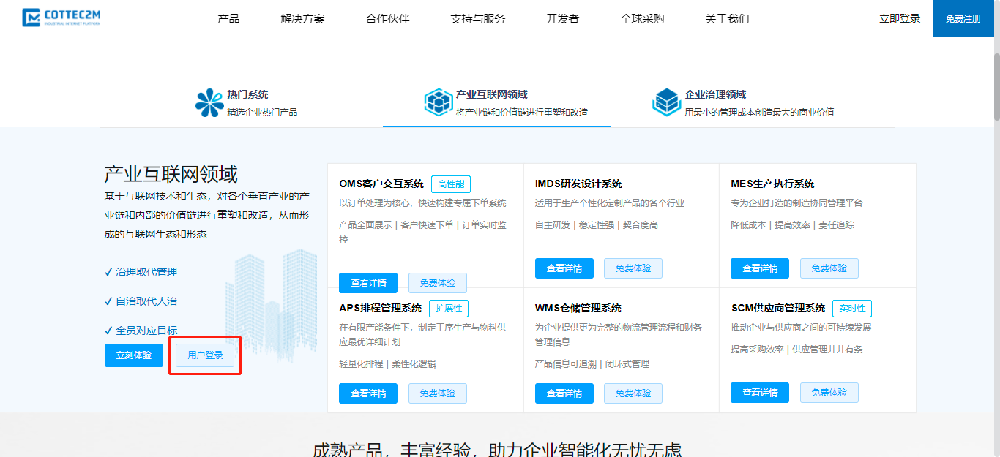 COTTEC2M
INDUSTRIAL INTERNET PLATFORM
产品
解决方案
合作伙伴
支持与服务
开发者
全球采购
关于我们
立即登录
免费注册
热门系统
精选企业热门产品
产业互联网领域
将产业链和价值链进行重塑和改造
企业治理领域
用最小的管理成本创造最大的商业价值
产业互联网领域
基于互联网技术和生态，对各个垂直产业的产
业链和内部的价值链进行重塑和改造，从而形
成的互联网生态和形态
✓ 治理取代管理
✓ 自治取代人治
✓ 全员对应目标
立刻体验
用户登录
OMS客户交互系统 高性能
以订单处理为核心，快速构建专属下单系统
产品全面展示 | 客户快速下单 | 订单实时监
控
查看详情
免费体验
IMDS研发设计系统
适用于生产个性化定制产品的各个行业
自主研发 | 稳定性强 | 契合度高
查看详情
免费体验
MES生产执行系统
专为企业打造的制造协同管理平台
降低成本 | 提高效率 | 责任追踪
查看详情
免费体验
APS排程管理系统 扩展性
在有限产能条件下，制定工序生产与物料供
应最优详细计划
轻量化排程 | 柔性化逻辑
查看详情
免费体验
WMS仓储管理系统
为企业提供更为完整的物流管理流程和财务
管理信息
产品信息可追溯 | 闭环式管理
查看详情
免费体验
SCM供应商管理系统 实时性
推动企业与供应商之间的可持续发展
提高采购效率 | 供应管理井井有条
查看详情
免费体验
成熟产品，丰富经验，助力企业智能化无忧无虑